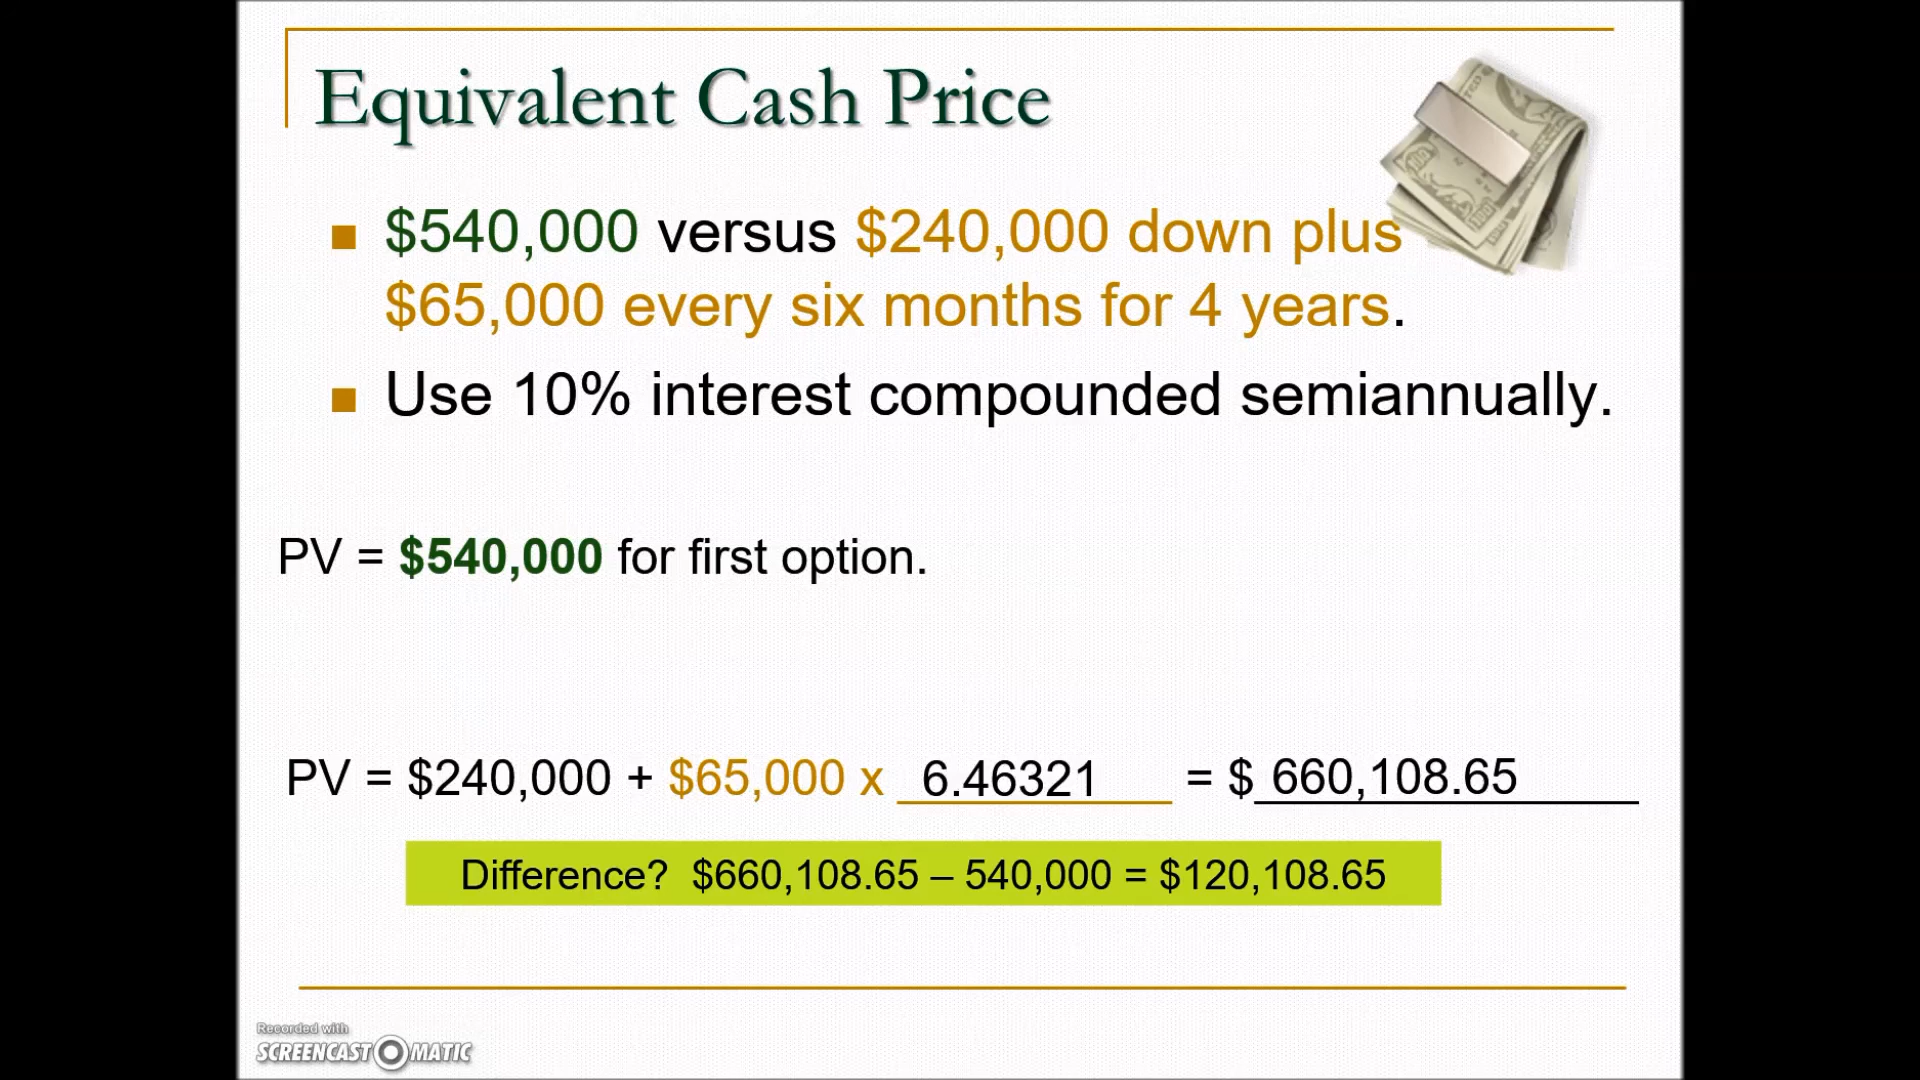 Equivalent Cash Price
$540,000 versus $240,000 down plus
$65,000 every six months for 4 years.
Use 10% interest compounded semiannually.
PV = $540,000 for first option.
PV = $240,000 + $65,000 x 6.46321 = $ 660,108.65
Difference? $660,108.65 – 540,000 = $120,108.65
Recorded with
SCREENCAST-O-MATIC